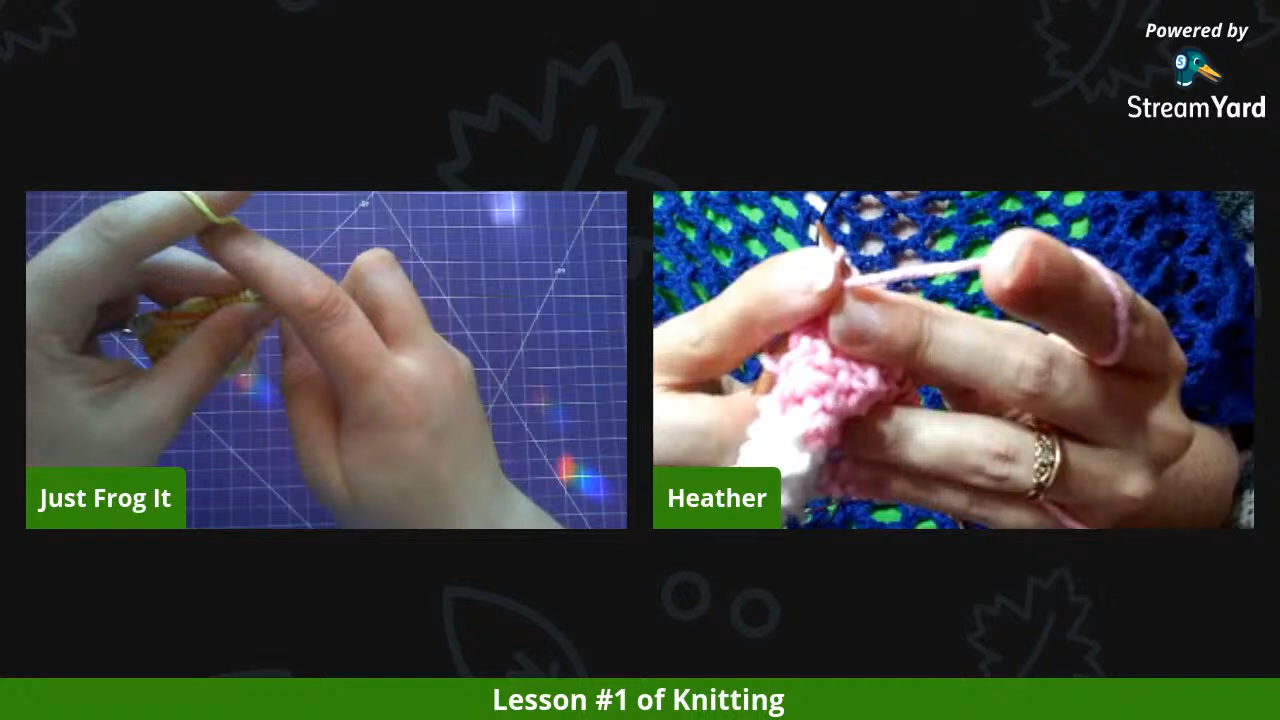 Powered by
StreamYard
Just Frog It
Heather
Lesson #1 of Knitting